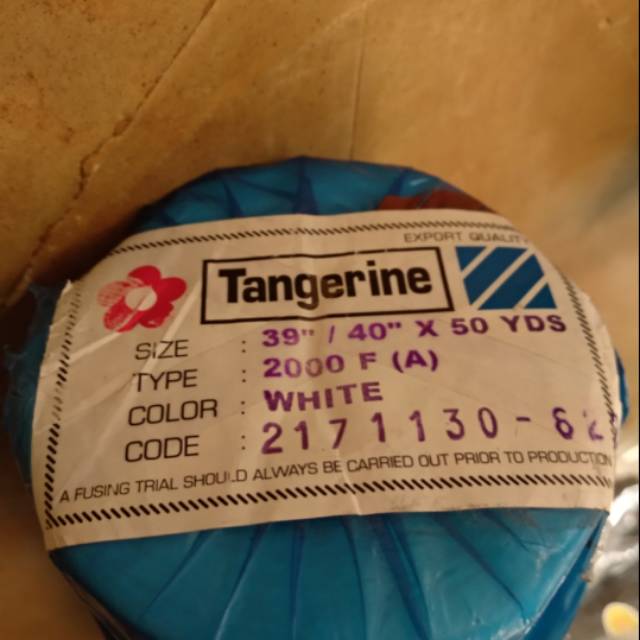 EXPORT QUALITY
Tangerine
SIZE : 39" / 40" X 50 YDS
TYPE : 2000 F (A)
COLOR : WHITE
CODE : 2171130-62
A FUSING TRIAL SHOULD ALWAYS BE CARRIED OUT PRIOR TO PRODUCTION